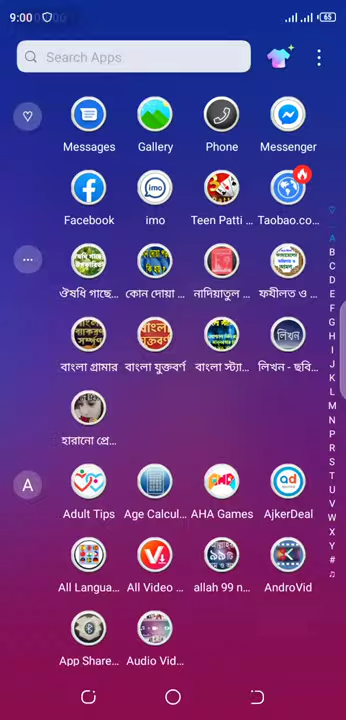 9:00
65
Search Apps
Messages Gallery Phone Messenger
Facebook imo Teen Patti ... Taobao.co...
ঔষধি গাছে... কোন দোয়া ... নাদিয়াতুল ... ফযীলত ও ...
বাংলা গ্রামার বাংলা যুক্তবর্ণ বাংলা স্ট্যা... লিখন - ছবি...
লিখন
হারানো প্রে...
A
Adult Tips Age Calcul... AHA Games AjkerDeal
All Langua... All Video ... allah 99 n... AndroVid
App Share... Audio Vid...
A
B
C
D
E
F
G
H
I
J
K
L
M
N
P
R
S
T
U
V
W
X
Y
#